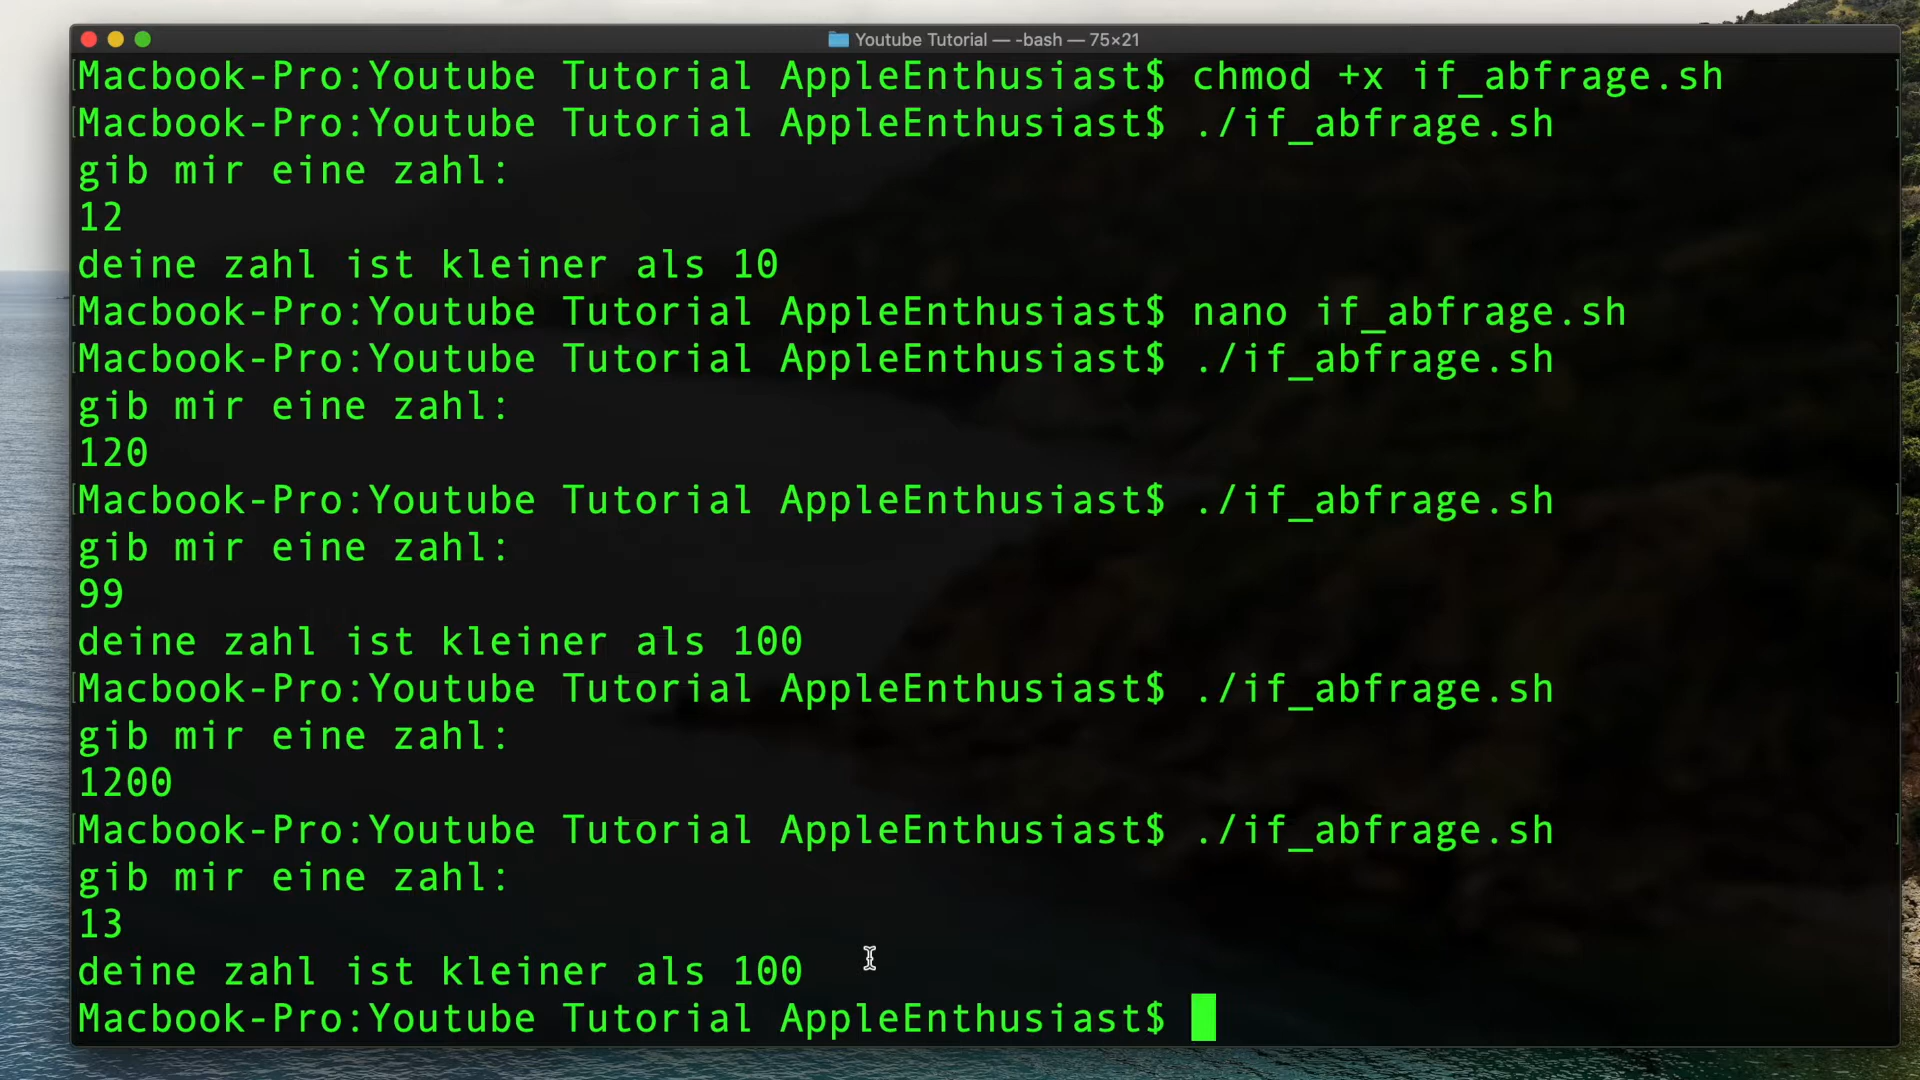 Youtube Tutorial — -bash — 75×21
Macbook-Pro:Youtube Tutorial AppleEnthusiast$ chmod +x if_abfrage.sh
Macbook-Pro:Youtube Tutorial AppleEnthusiast$ ./if_abfrage.sh
gib mir eine zahl:
12
deine zahl ist kleiner als 10
Macbook-Pro:Youtube Tutorial AppleEnthusiast$ nano if_abfrage.sh
Macbook-Pro:Youtube Tutorial AppleEnthusiast$ ./if_abfrage.sh
gib mir eine zahl:
120
Macbook-Pro:Youtube Tutorial AppleEnthusiast$ ./if_abfrage.sh
gib mir eine zahl:
99
deine zahl ist kleiner als 100
Macbook-Pro:Youtube Tutorial AppleEnthusiast$ ./if_abfrage.sh
gib mir eine zahl:
1200
Macbook-Pro:Youtube Tutorial AppleEnthusiast$ ./if_abfrage.sh
gib mir eine zahl:
13
deine zahl ist kleiner als 100
Macbook-Pro:Youtube Tutorial AppleEnthusiast$